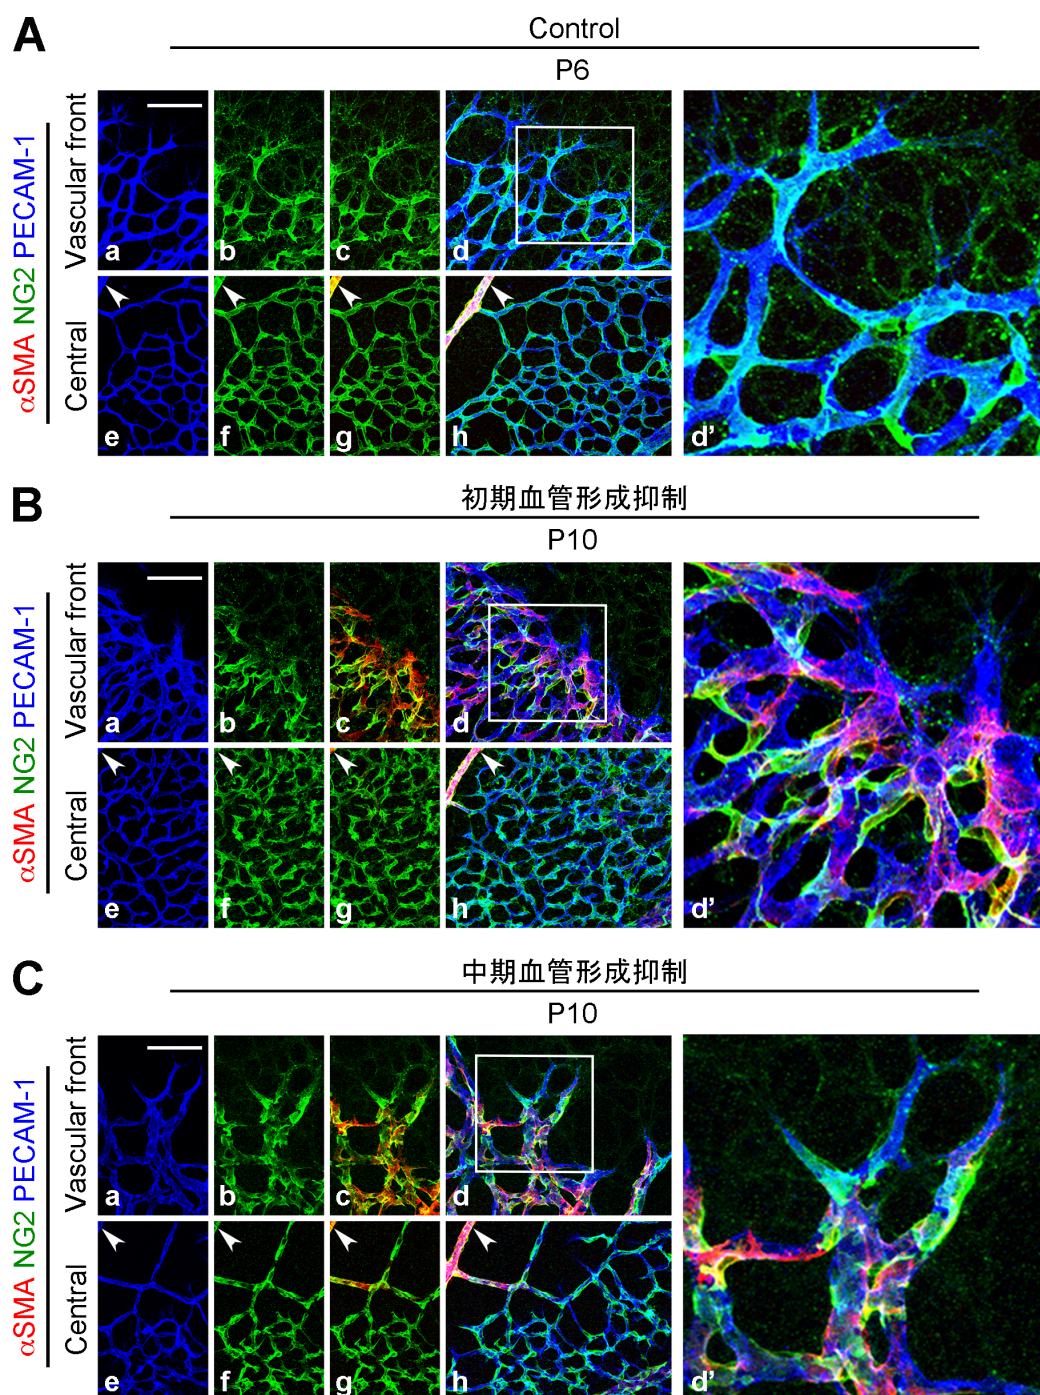 A
Control
P6
αSMA NG2 PECAM-1
Vascular front
a
b
c
d
d’
Central
e
f
g
h
B
初期血管形成抑制
P10
αSMA NG2 PECAM-1
Vascular front
a
b
c
d
d’
Central
e
f
g
h
C
中期血管形成抑制
P10
αSMA NG2 PECAM-1
Vascular front
a
b
c
d
d’
Central
e
f
g
h